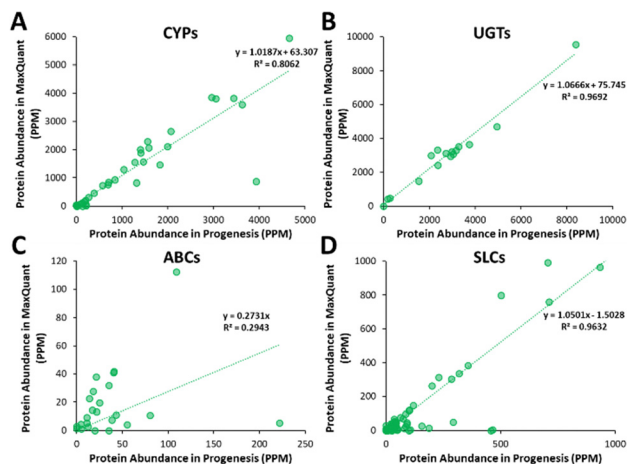 A
CYPs
Protein Abundance in MaxQuant
(PPM)
6000
5000
4000
3000
2000
1000
0
y = 1.0187x + 63.307
R² = 0.8062
0
1000
2000
3000
4000
5000
Protein Abundance in Progenesis (PPM)
B
UGTs
Protein Abundance in MaxQuant
(PPM)
10000
8000
6000
4000
2000
0
y = 1.0666x + 75.745
R² = 0.9692
0
2000
4000
6000
8000
10000
Protein Abundance in Progenesis (PPM)
C
ABCs
Protein Abundance in MaxQuant
(PPM)
120
100
80
60
40
20
0
y = 0.2731x
R² = 0.2943
0
50
100
150
200
250
Protein Abundance in Progenesis (PPM)
D
SLCs
Protein Abundance in MaxQuant
(PPM)
1000
800
600
400
200
0
y = 1.0501x - 1.5028
R² = 0.9632
0
500
1000
Protein Abundance in Progenesis (PPM)